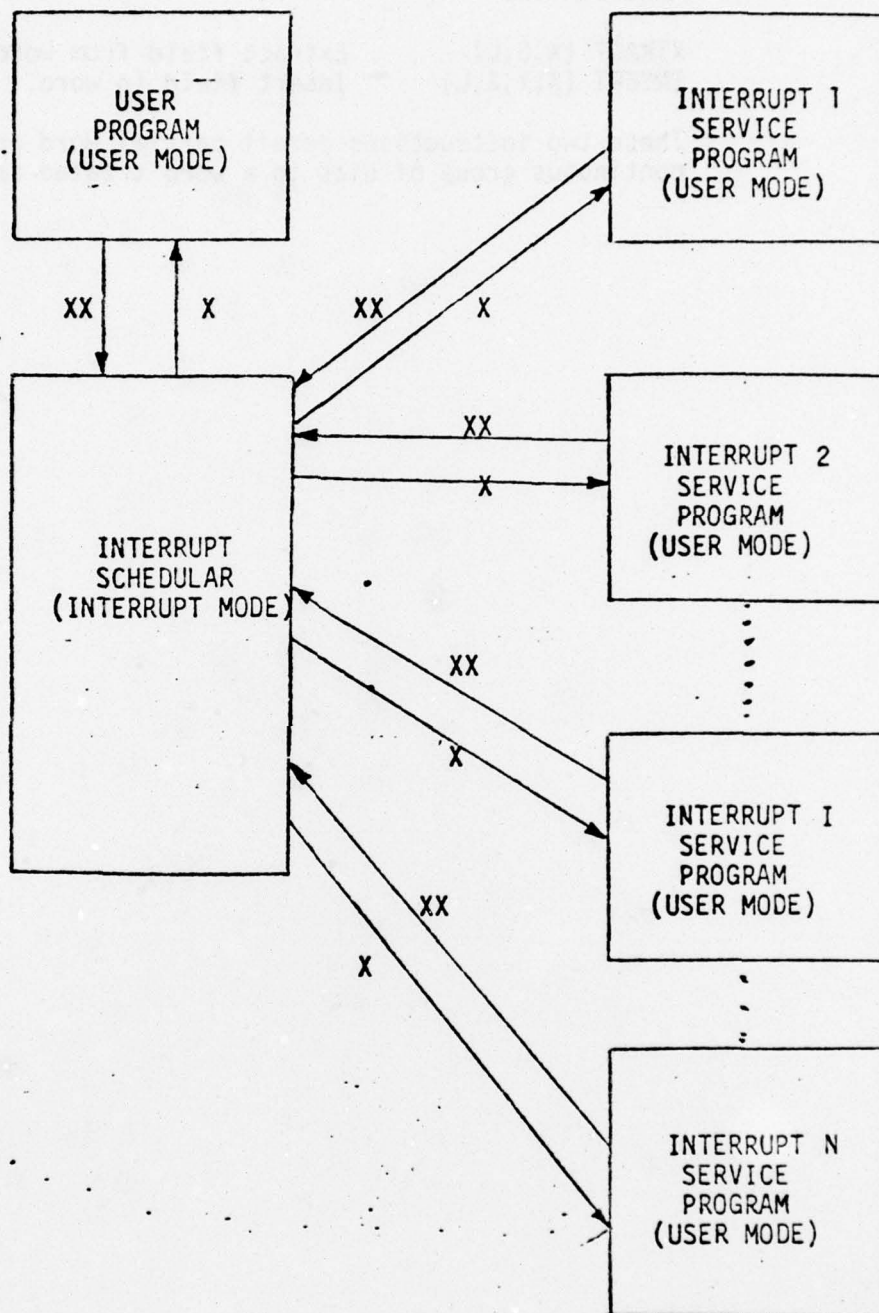 USER
PROGRAM
(USER MODE)
INTERRUPT 1
SERVICE
PROGRAM
(USER MODE)
XX
X
XX
X
XX
X
INTERRUPT 2
SERVICE
PROGRAM
(USER MODE)
INTERRUPT
SCHEDULAR
(INTERRUPT MODE)
XX
X
INTERRUPT I
SERVICE
PROGRAM
(USER MODE)
XX
X
INTERRUPT N
SERVICE
PROGRAM
(USER MODE)